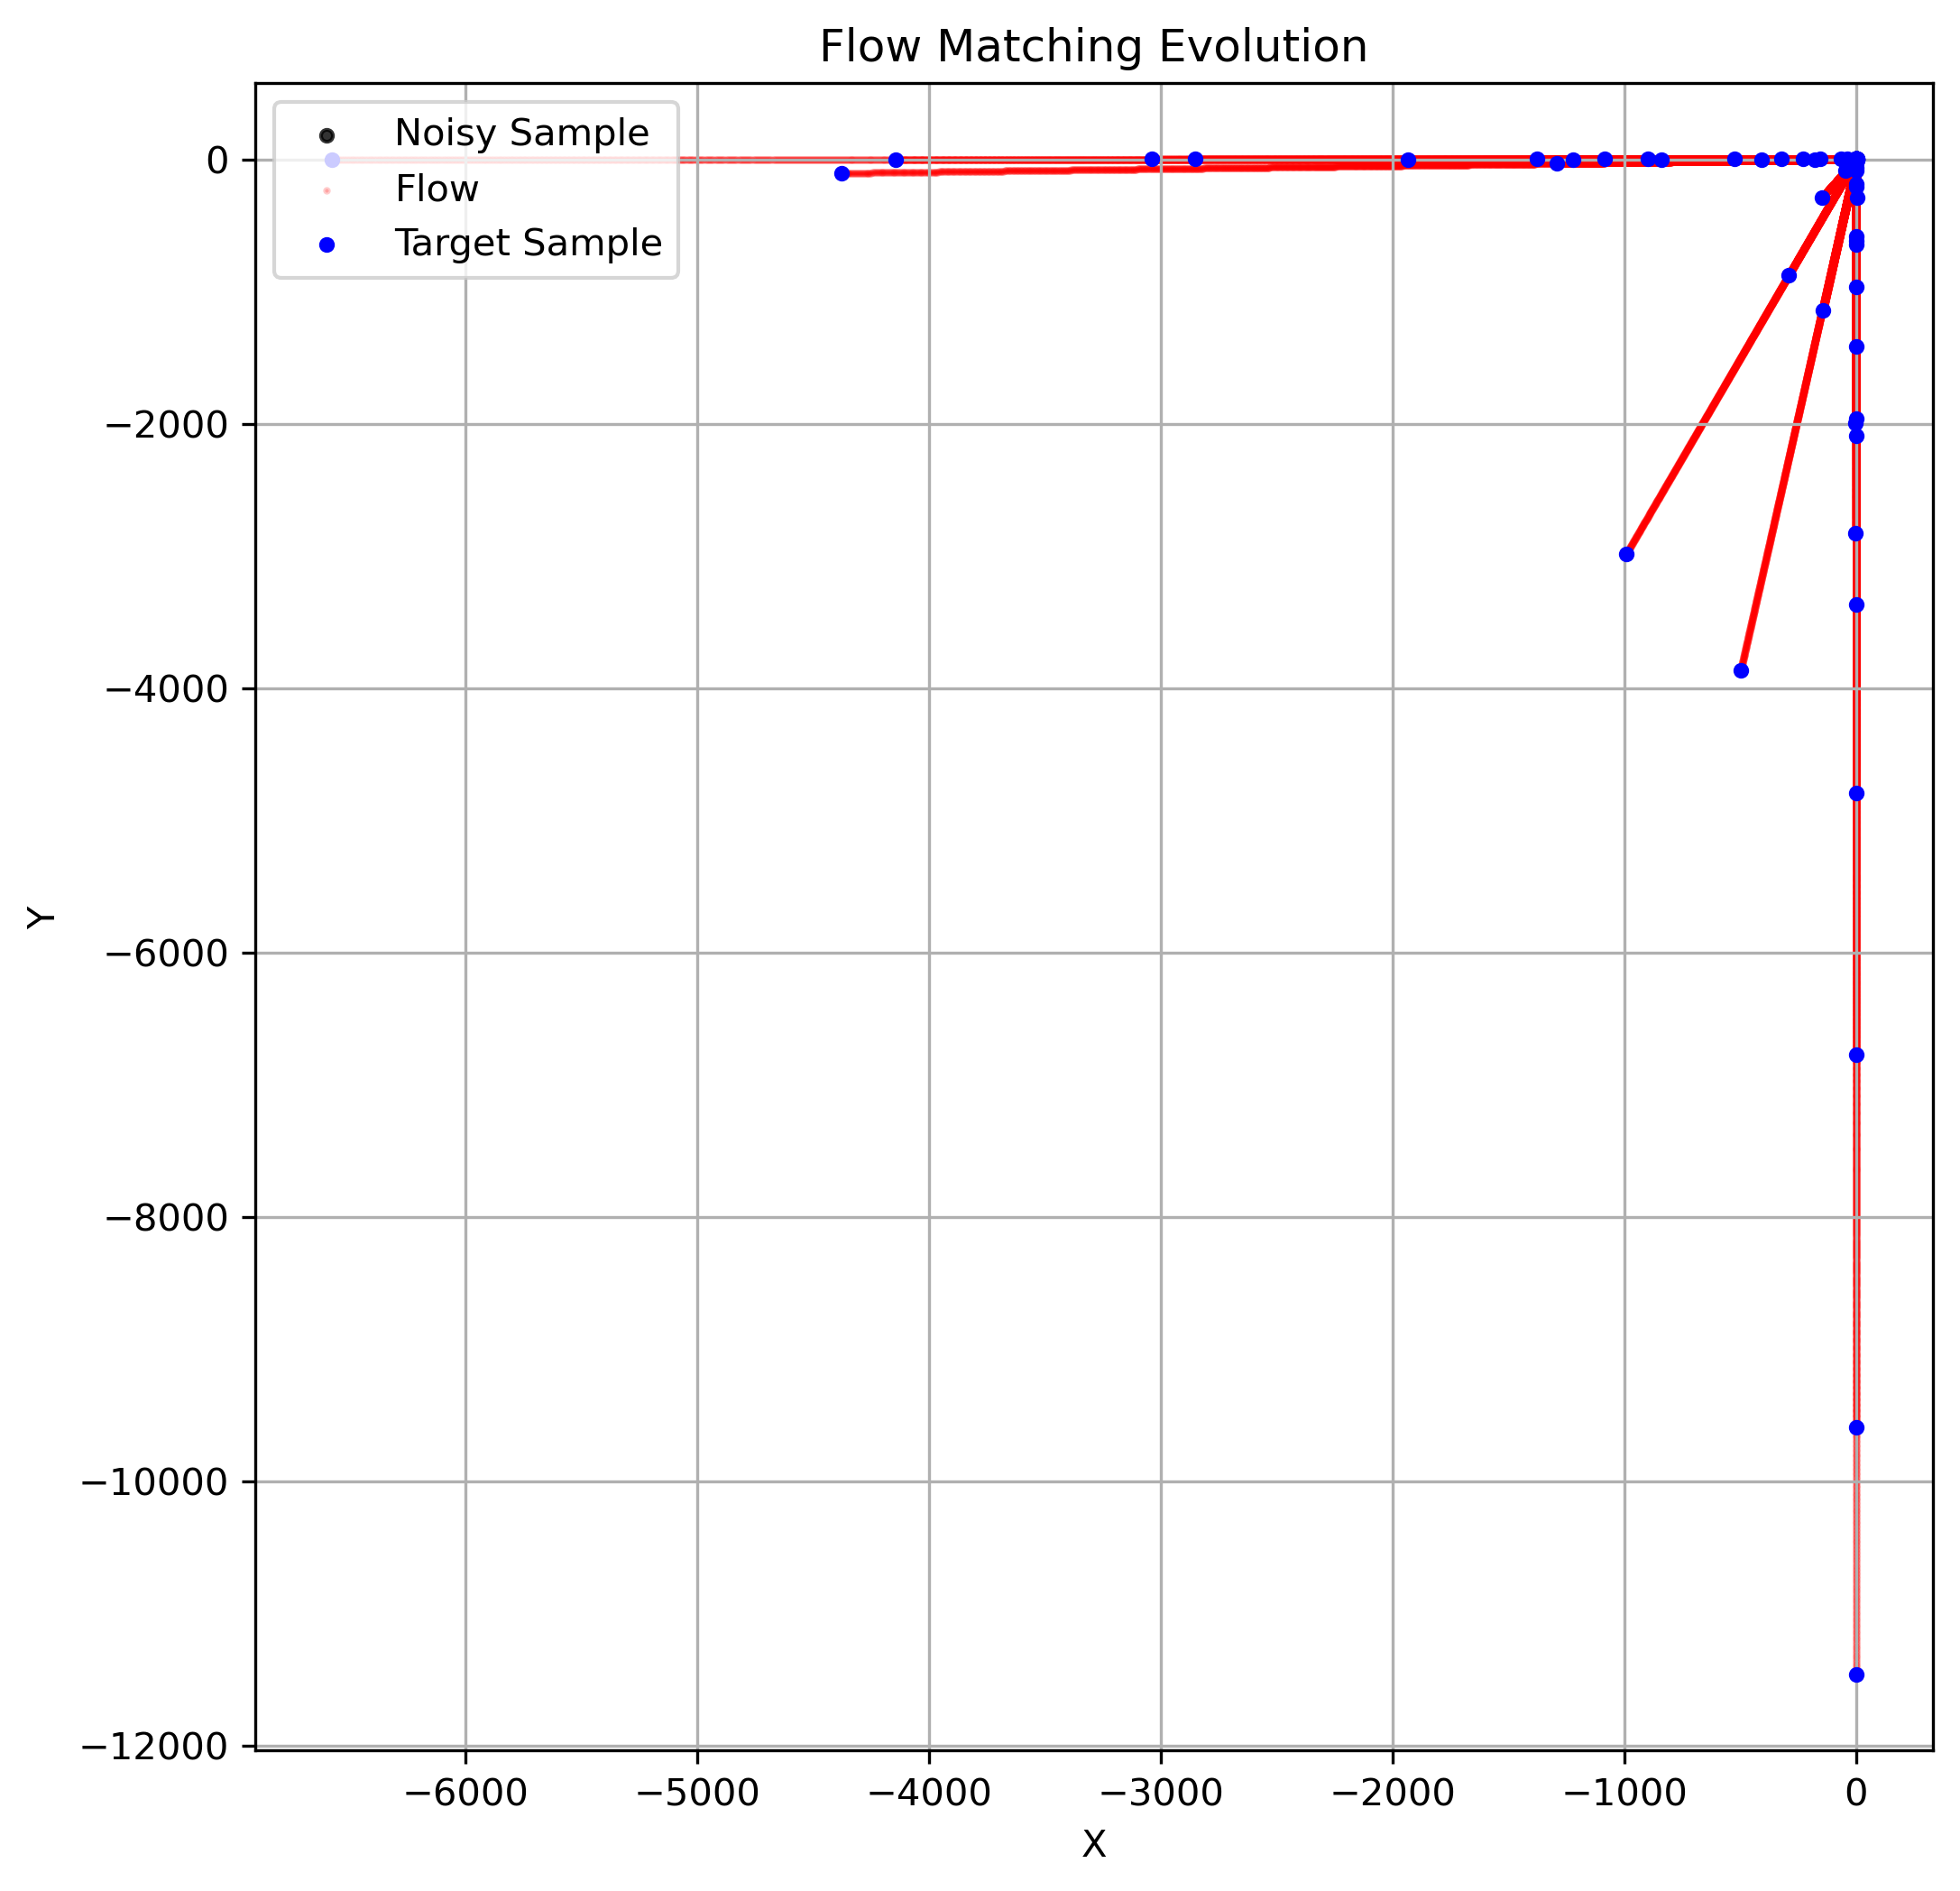 Flow Matching Evolution
Noisy Sample
Flow
Target Sample
0
−2000
−4000
−6000
−8000
−10000
−12000
Y
−6000 −5000 −4000 −3000 −2000 −1000 0
X